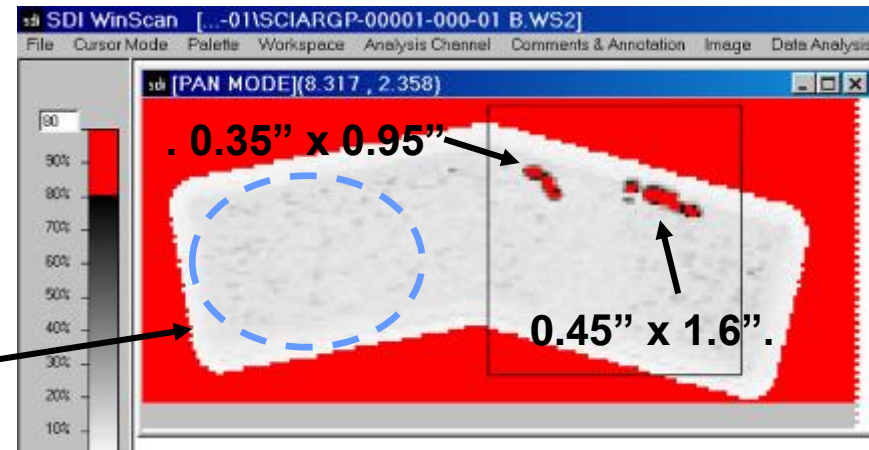 SDI WinScan [...-01\SCIARGP-00001-000-01 B.WS2]
File Cursor Mode Palette Workspace Analysis Channel Comments & Annotation Image Data Analysis
sdi [PAN MODE](8.317 , 2.358)
80
. 0.35” x 0.95”
90%
80%
70%
60%
50%
0.45” x 1.6”.
40%
30%
20%
10%